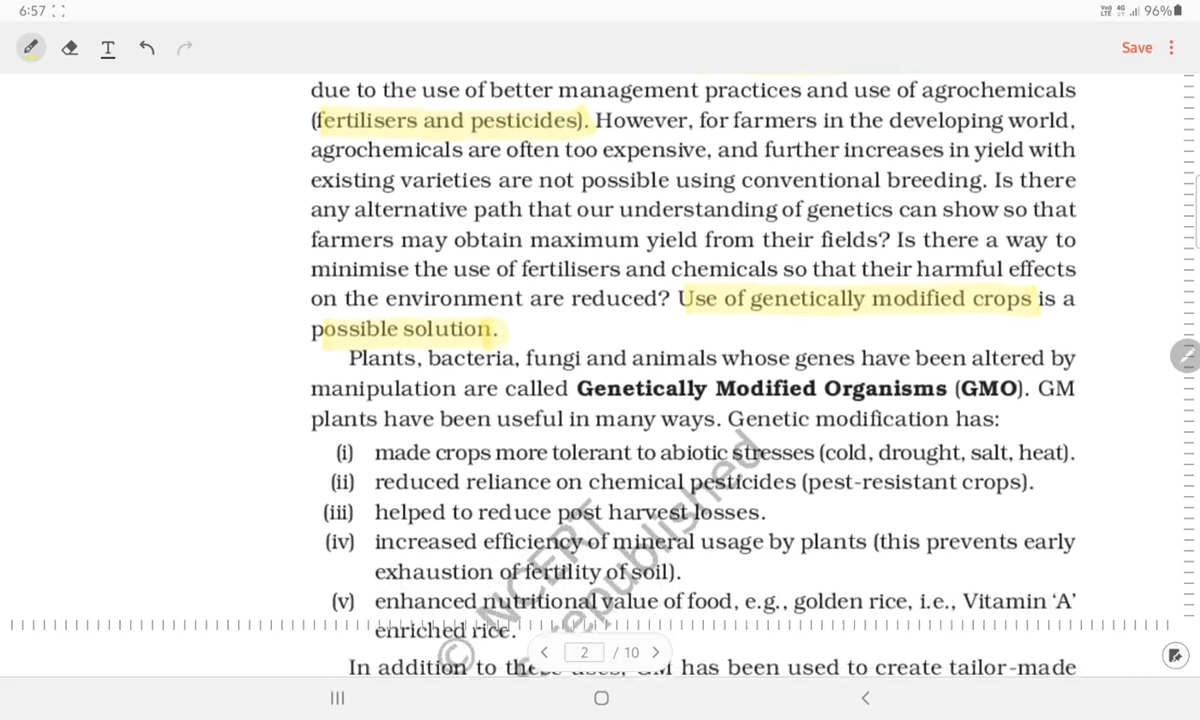 6:57
VoD LTE 4G 96%
Save
due to the use of better management practices and use of agrochemicals
(fertilisers and pesticides). However, for farmers in the developing world,
agrochemicals are often too expensive, and further increases in yield with
existing varieties are not possible using conventional breeding. Is there
any alternative path that our understanding of genetics can show so that
farmers may obtain maximum yield from their fields? Is there a way to
minimise the use of fertilisers and chemicals so that their harmful effects
on the environment are reduced? Use of genetically modified crops is a
possible solution.
Plants, bacteria, fungi and animals whose genes have been altered by
manipulation are called Genetically Modified Organisms (GMO). GM
plants have been useful in many ways. Genetic modification has:
(i) made crops more tolerant to abiotic stresses (cold, drought, salt, heat).
(ii) reduced reliance on chemical pesticides (pest-resistant crops).
(iii) helped to reduce post harvest losses.
(iv) increased efficiency of mineral usage by plants (this prevents early
exhaustion of fertility of soil).
(v) enhanced nutritional value of food, e.g., golden rice, i.e., Vitamin ‘A’
enriched rice.
© NCERT
republished
2 / 10
In addition to these uses, GM has been used to create tailor-made